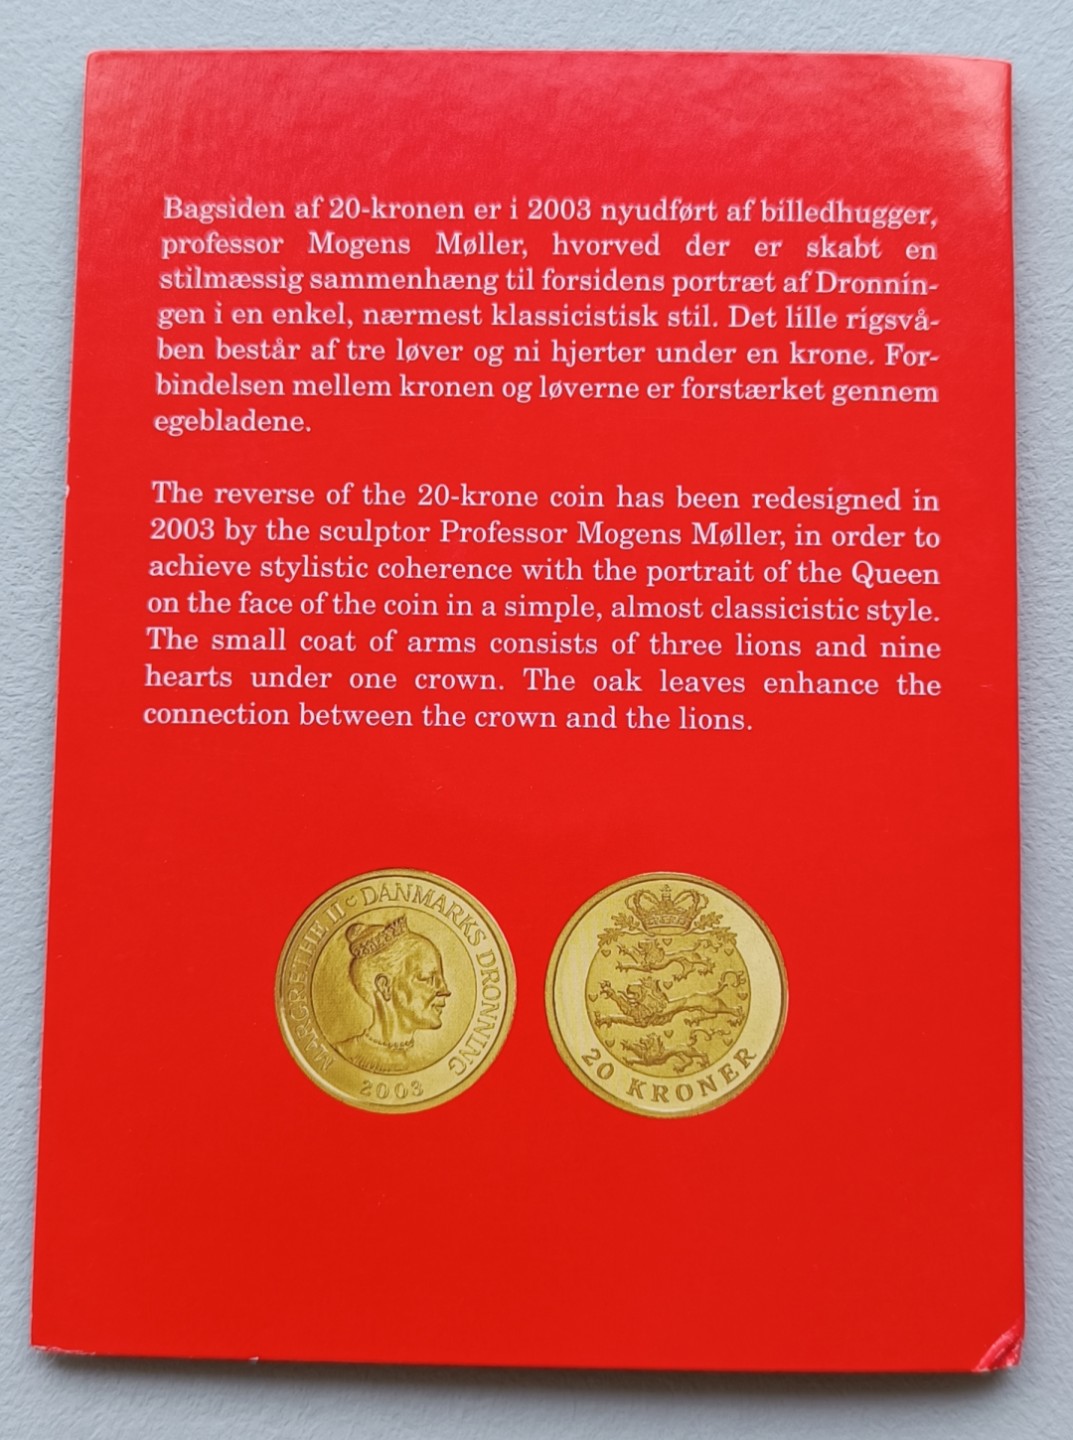 Bagsiden af 20-kronen er i 2003 nyudført af billedhugger,
professor Mogens Møller, hvorved der er skabt en
stilmæssig sammenhæng til forsidens portræt af Dronnin-
gen i en enkel, nærmest klassicistisk stil. Det lille rigsvå-
ben består af tre løver og ni hjerter under en krone. For-
bindelsen mellem kronen og løverne er forstærket gennem
egebladene.
The reverse of the 20-krone coin has been redesigned in
2003 by the sculptor Professor Mogens Møller, in order to
achieve stylistic coherence with the portrait of the Queen
on the face of the coin in a simple, almost classicistic style.
The small coat of arms consists of three lions and nine
hearts under one crown. The oak leaves enhance the
connection between the crown and the lions.
MARGRETHE II DANMARKS DRONNING
2003
20 KRONER